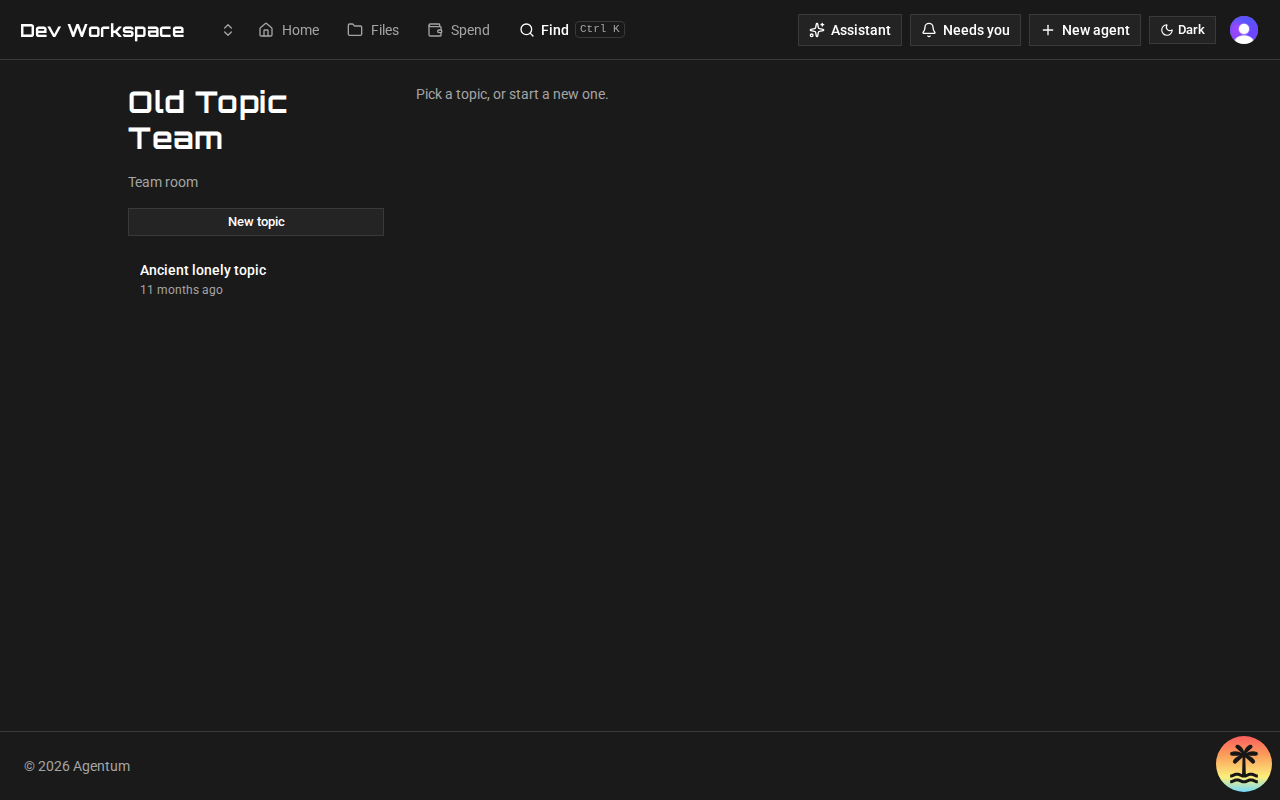 Dev Workspace
Home
Files
Spend
Find Ctrl K
Assistant
Needs you
New agent
Dark
Old Topic
Team
Team room
New topic
Ancient lonely topic
11 months ago
Pick a topic, or start a new one.
© 2026 Agentum